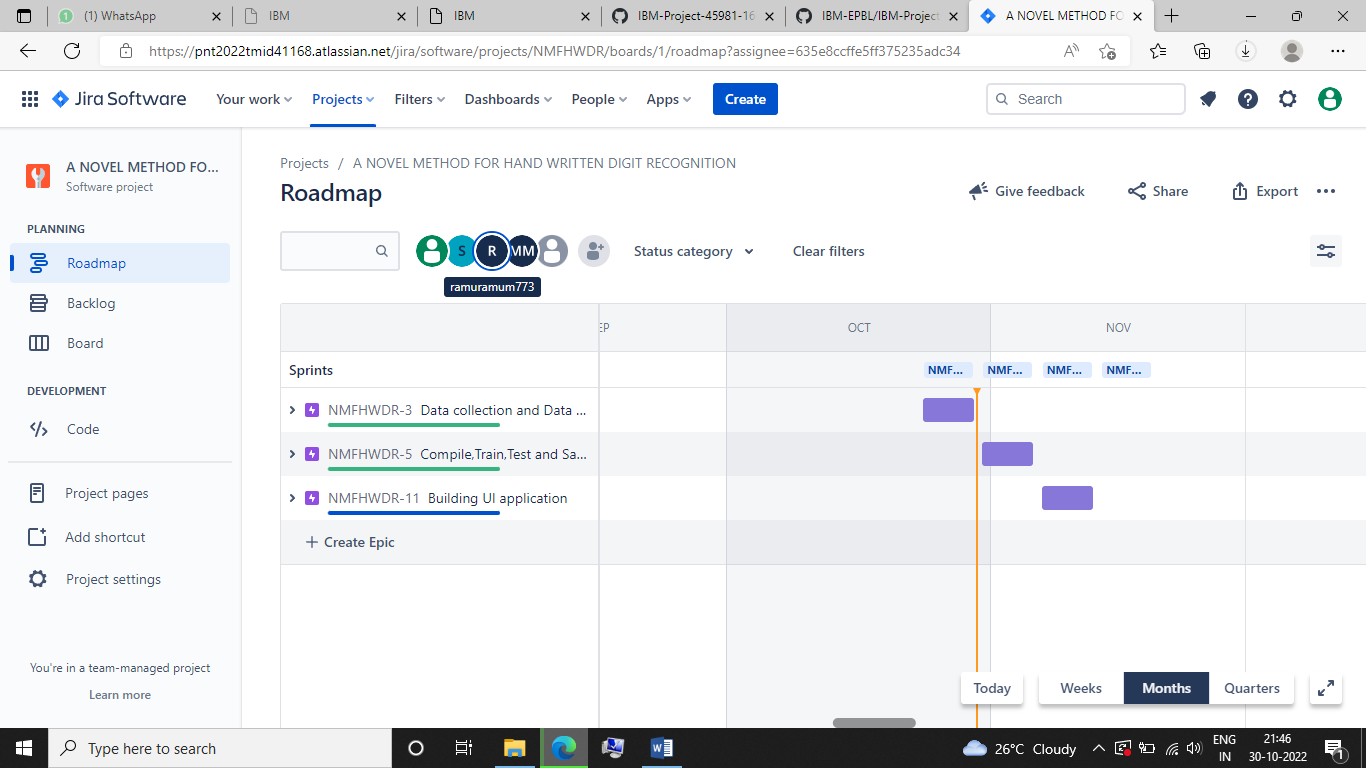 (1) WhatsApp
IBM
IBM
IBM-Project-45981-16
IBM-EPBL/IBM-Project
A NOVEL METHOD FO
https://pnt2022tmid41168.atlassian.net/jira/software/projects/NMFHWDR/boards/1/roadmap?assignee=635e8ccffe5ff375235adc34
Jira Software
Your work
Projects
Filters
Dashboards
People
Apps
Create
Search
A NOVEL METHOD FO...
Software project
PLANNING
Roadmap
Backlog
Board
DEVELOPMENT
Code
Project pages
Add shortcut
Project settings
You're in a team-managed project
Learn more
Projects / A NOVEL METHOD FOR HAND WRITTEN DIGIT RECOGNITION
Roadmap
Give feedback
Share
Export
S
R
MM
Status category
Clear filters
ramuramum773
EP
OCT
NOV
Sprints
NMF...
NMF...
NMF...
NMF...
NMFHWDR-3 Data collection and Data ...
NMFHWDR-5 Compile,Train,Test and Sa...
NMFHWDR-11 Building UI application
+ Create Epic
Today
Weeks
Months
Quarters
Type here to search
26°C Cloudy
ENG
IN
21:46
30-10-2022
1